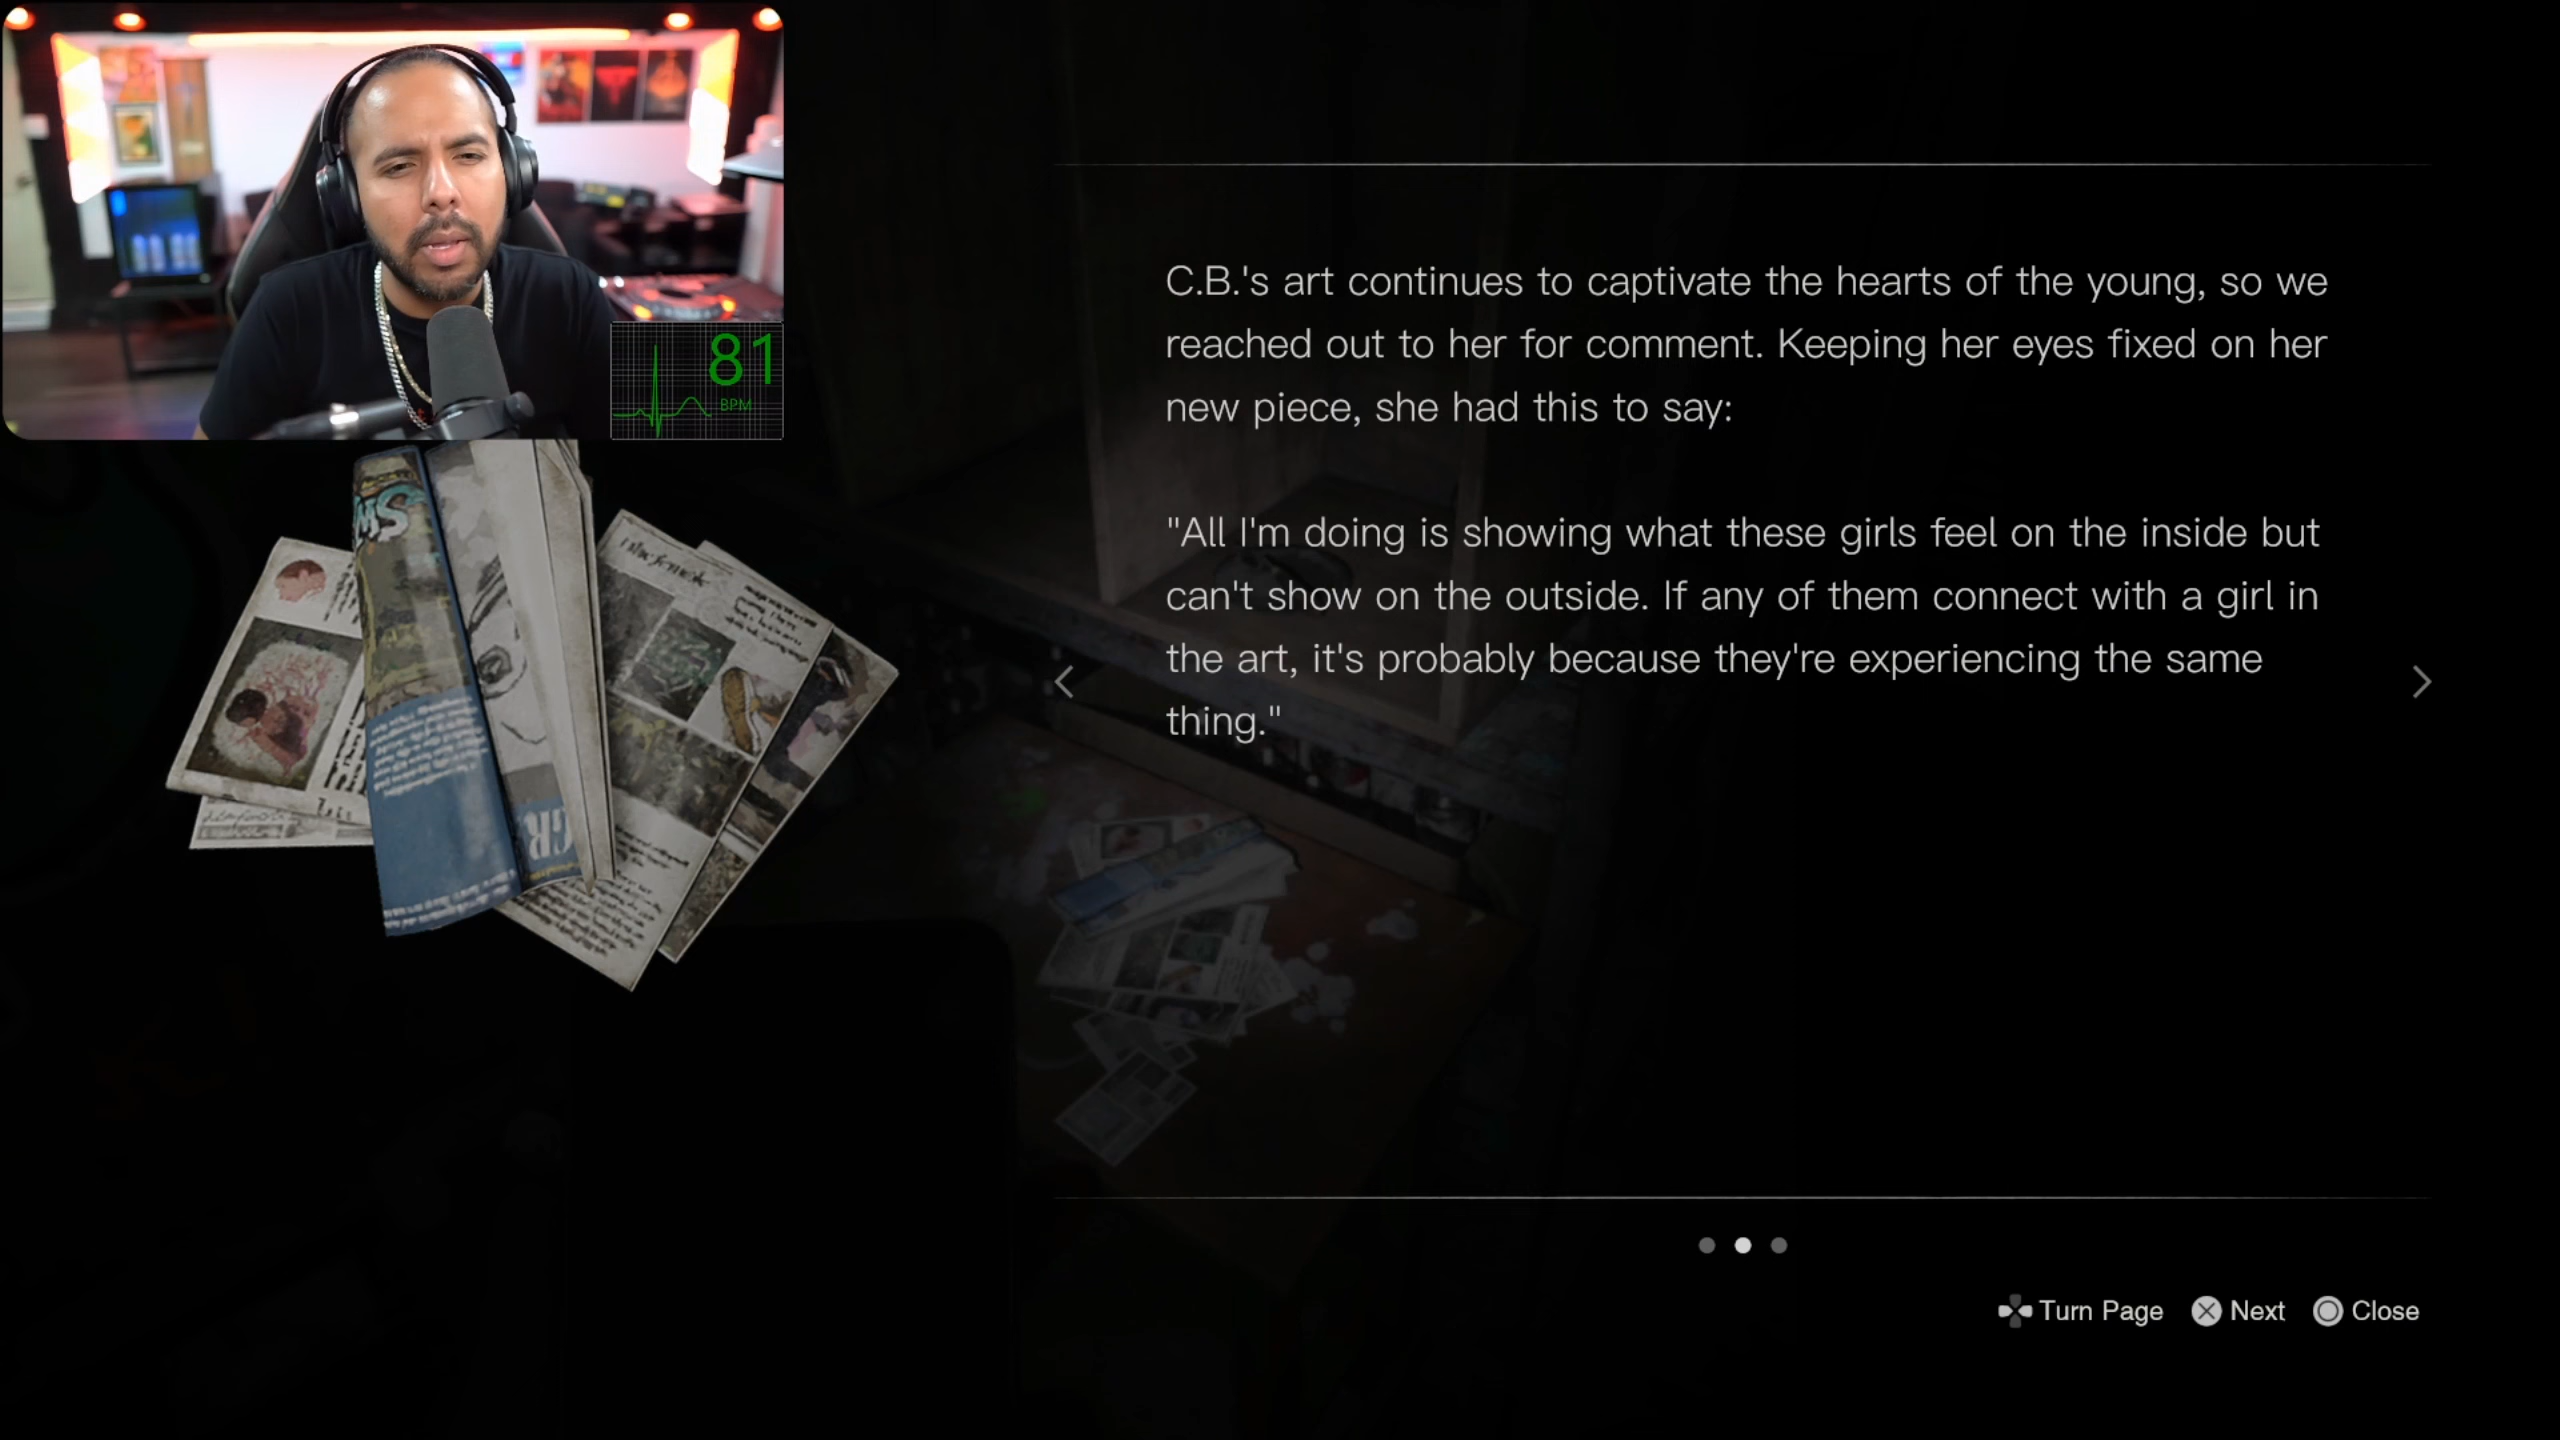 81
BPM
C.B.'s art continues to captivate the hearts of the young, so we
reached out to her for comment. Keeping her eyes fixed on her
new piece, she had this to say:
"All I'm doing is showing what these girls feel on the inside but
can't show on the outside. If any of them connect with a girl in
the art, it's probably because they're experiencing the same
thing."
Turn Page
Next
Close